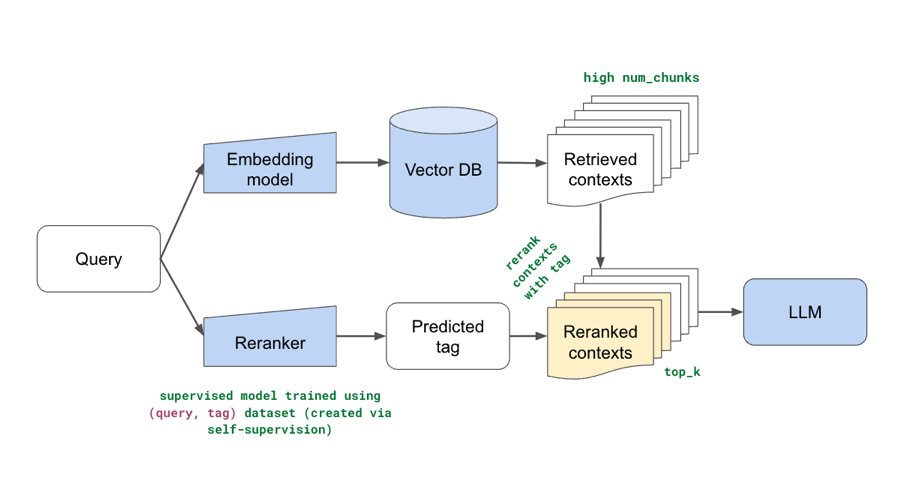 high num_chunks
Embedding
model
Vector DB
Retrieved
contexts
Query
rerank
contexts
with tag
Reranker
Predicted
tag
Reranked
contexts
LLM
top_k
supervised model trained using
(query, tag) dataset (created via
self-supervision)